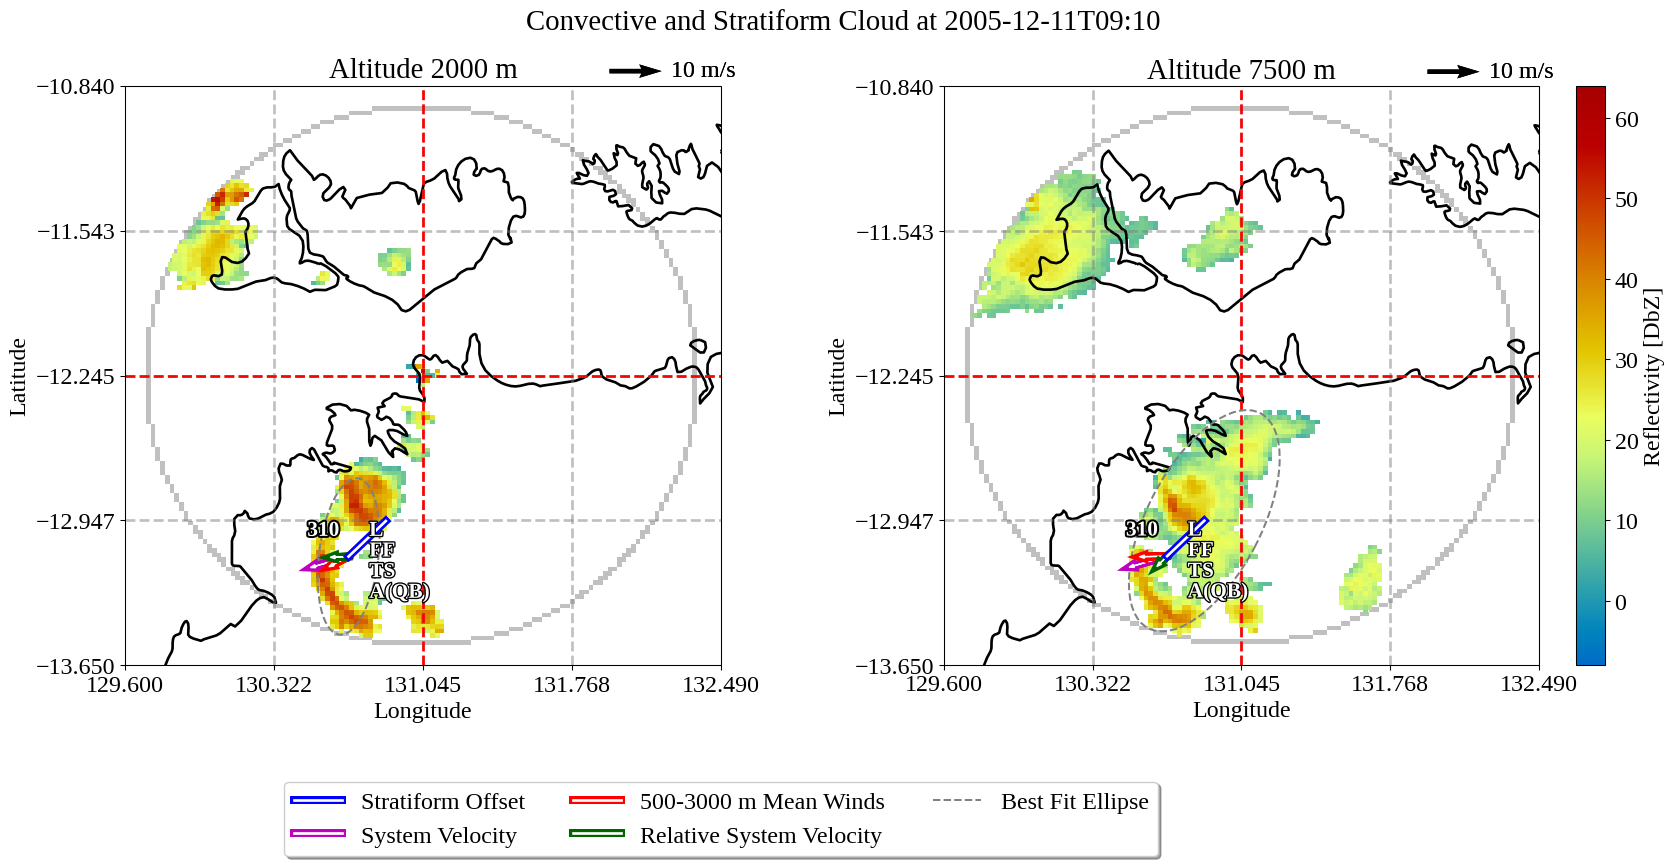 Convective and Stratiform Cloud at 2005-12-11T09:10
Altitude 2000 m
10 m/s
Altitude 7500 m
10 m/s
−10.840
−11.543
−12.245
−12.947
−13.650
Latitude
129.600
130.322
131.045
131.768
132.490
Longitude
310
L
FF
TS
A(QB)
−10.840
−11.543
−12.245
−12.947
−13.650
Latitude
129.600
130.322
131.045
131.768
132.490
Longitude
310
L
FF
TS
A(QB)
60
50
40
30
20
10
0
Reflectivity [DbZ]
Stratiform Offset
500-3000 m Mean Winds
Best Fit Ellipse
System Velocity
Relative System Velocity